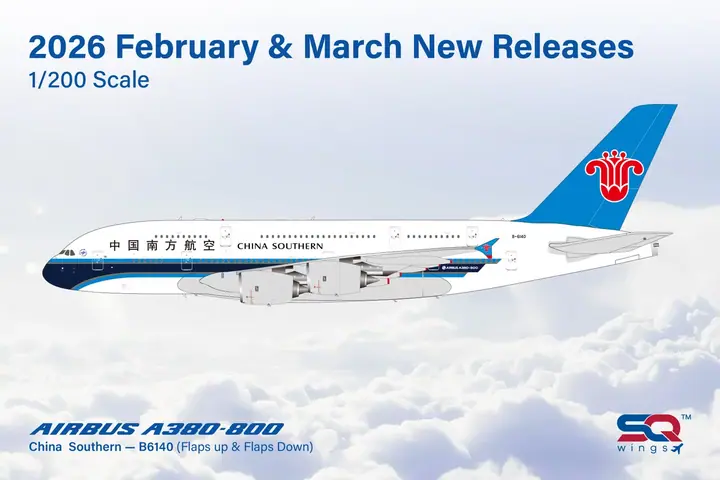 2026 February & March New Releases
1/200 Scale
中国南方航空 CHINA SOUTHERN
B-6140
AIRBUS A380-800
AIRBUS A380-800
China Southern — B6140 (Flaps up & Flaps Down)
SQ™
wings